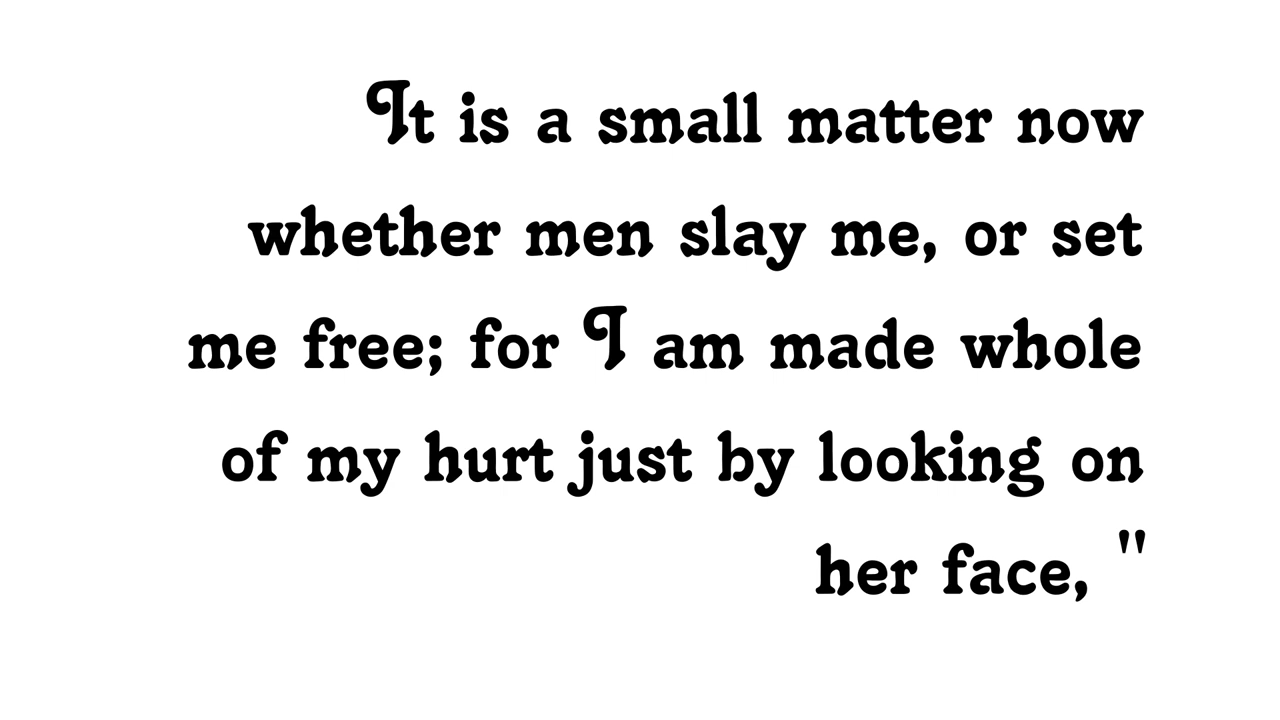 It is a small matter now
whether men slay me, or set
me free; for I am made whole
of my hurt just by looking on
her face, "